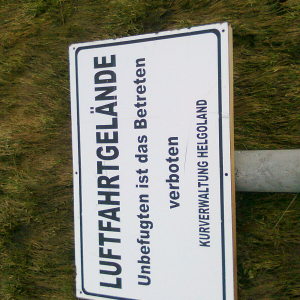 LUFTFAHRTGELÄNDE
Unbefugten ist das Betreten
verboten
KURVERWALTUNG HELGOLAND